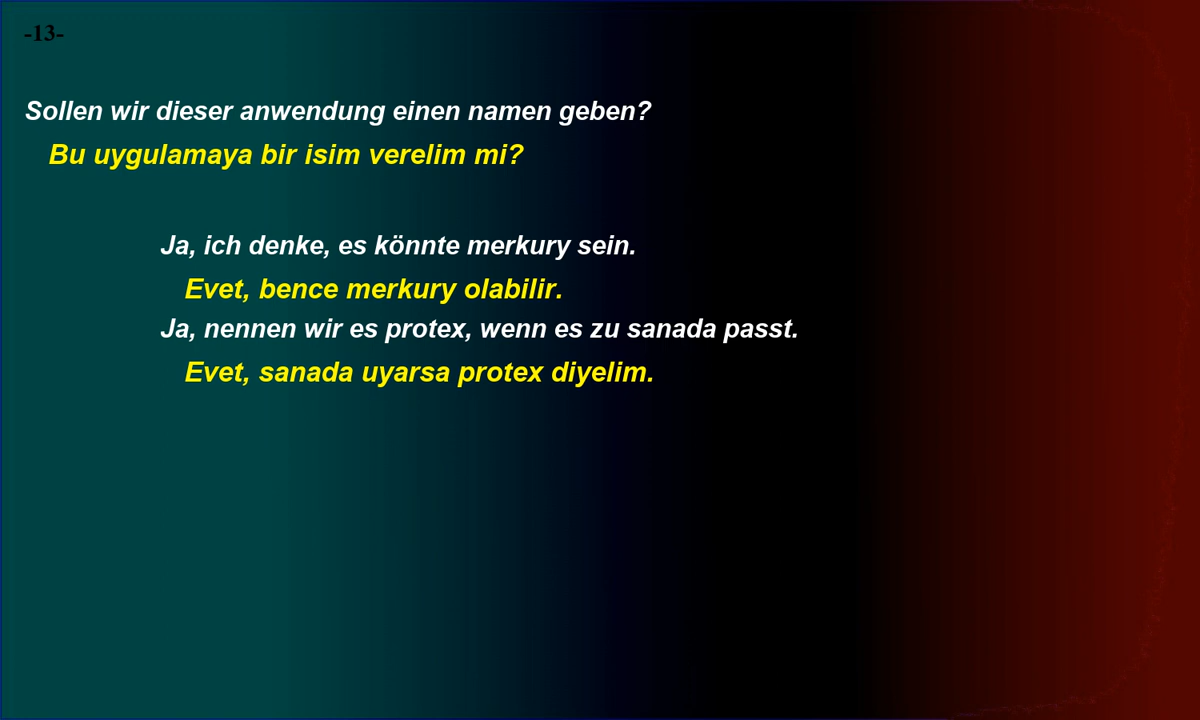 -13-
Sollen wir dieser anwendung einen namen geben?
Bu uygulamaya bir isim verelim mi?
Ja, ich denke, es könnte merkury sein.
Evet, bence merkury olabilir.
Ja, nennen wir es protex, wenn es zu sanada passt.
Evet, sanada uyarsa protex diyelim.